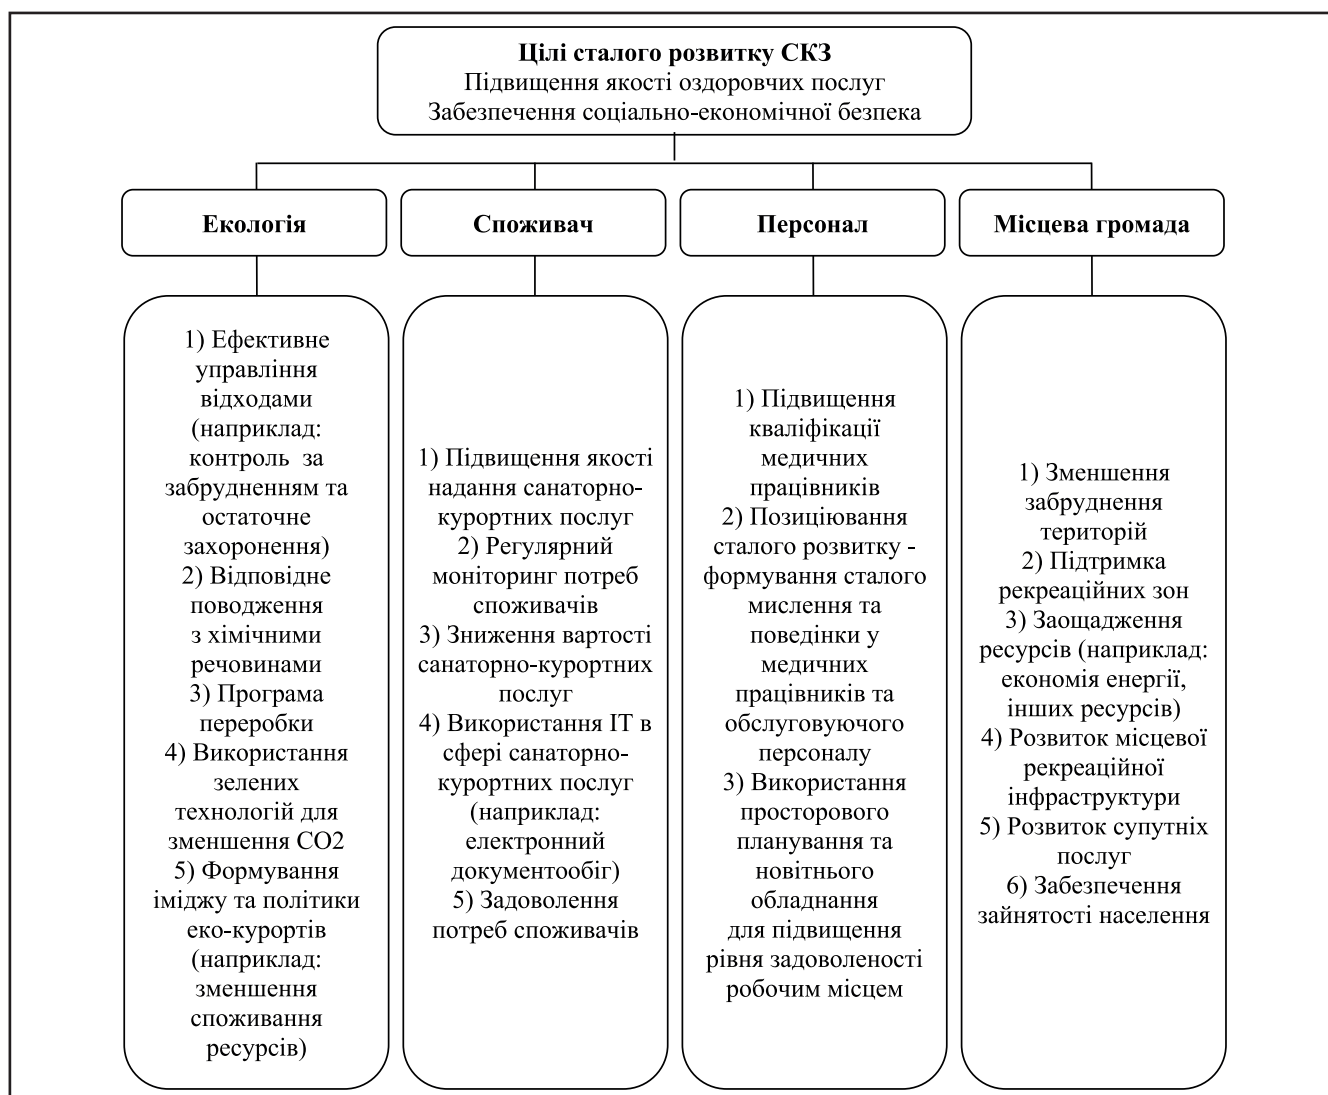 Цілі сталого розвитку СКЗ
Підвищення якості оздоровчих послуг
Забезпечення соціально-економічної безпека
Екологія
Споживач
Персонал
Місцева громада
1) Ефективне
управління
відходами
(наприклад:
контроль за
забрудненням та
остаточне
захоронення)
2) Відповідне
поводження
з хімічними
речовинами
3) Програма
переробки
4) Використання
зелених
технологій для
зменшення СО2
5) Формування
іміджу та політики
еко-курортів
(наприклад:
зменшення
споживання
ресурсів)
1) Підвищення якості
надання санаторно-
курортних послуг
2) Регулярний
моніторинг потреб
споживачів
3) Зниження вартості
санаторно-курортних
послуг
4) Використання ІТ в
сфері санаторно-
курортних послуг
(наприклад:
електронний
документообіг)
5) Задоволення
потреб споживачів
1) Підвищення
кваліфікації
медичних
працівників
2) Позиціювання
сталого розвитку -
формування сталого
мислення та
поведінки у
медичних
працівників та
обслуговуючого
персоналу
3) Використання
просторового
планування та
новітнього
обладнання
для підвищення
рівня задоволеності
робочим місцем
1) Зменшення
забруднення
територій
2) Підтримка
рекреаційних зон
3) Заощадження
ресурсів (наприклад:
економія енергії,
інших ресурсів)
4) Розвиток місцевої
рекреаційної
інфраструктури
5) Розвиток супутніх
послуг
6) Забезпечення
зайнятості населення